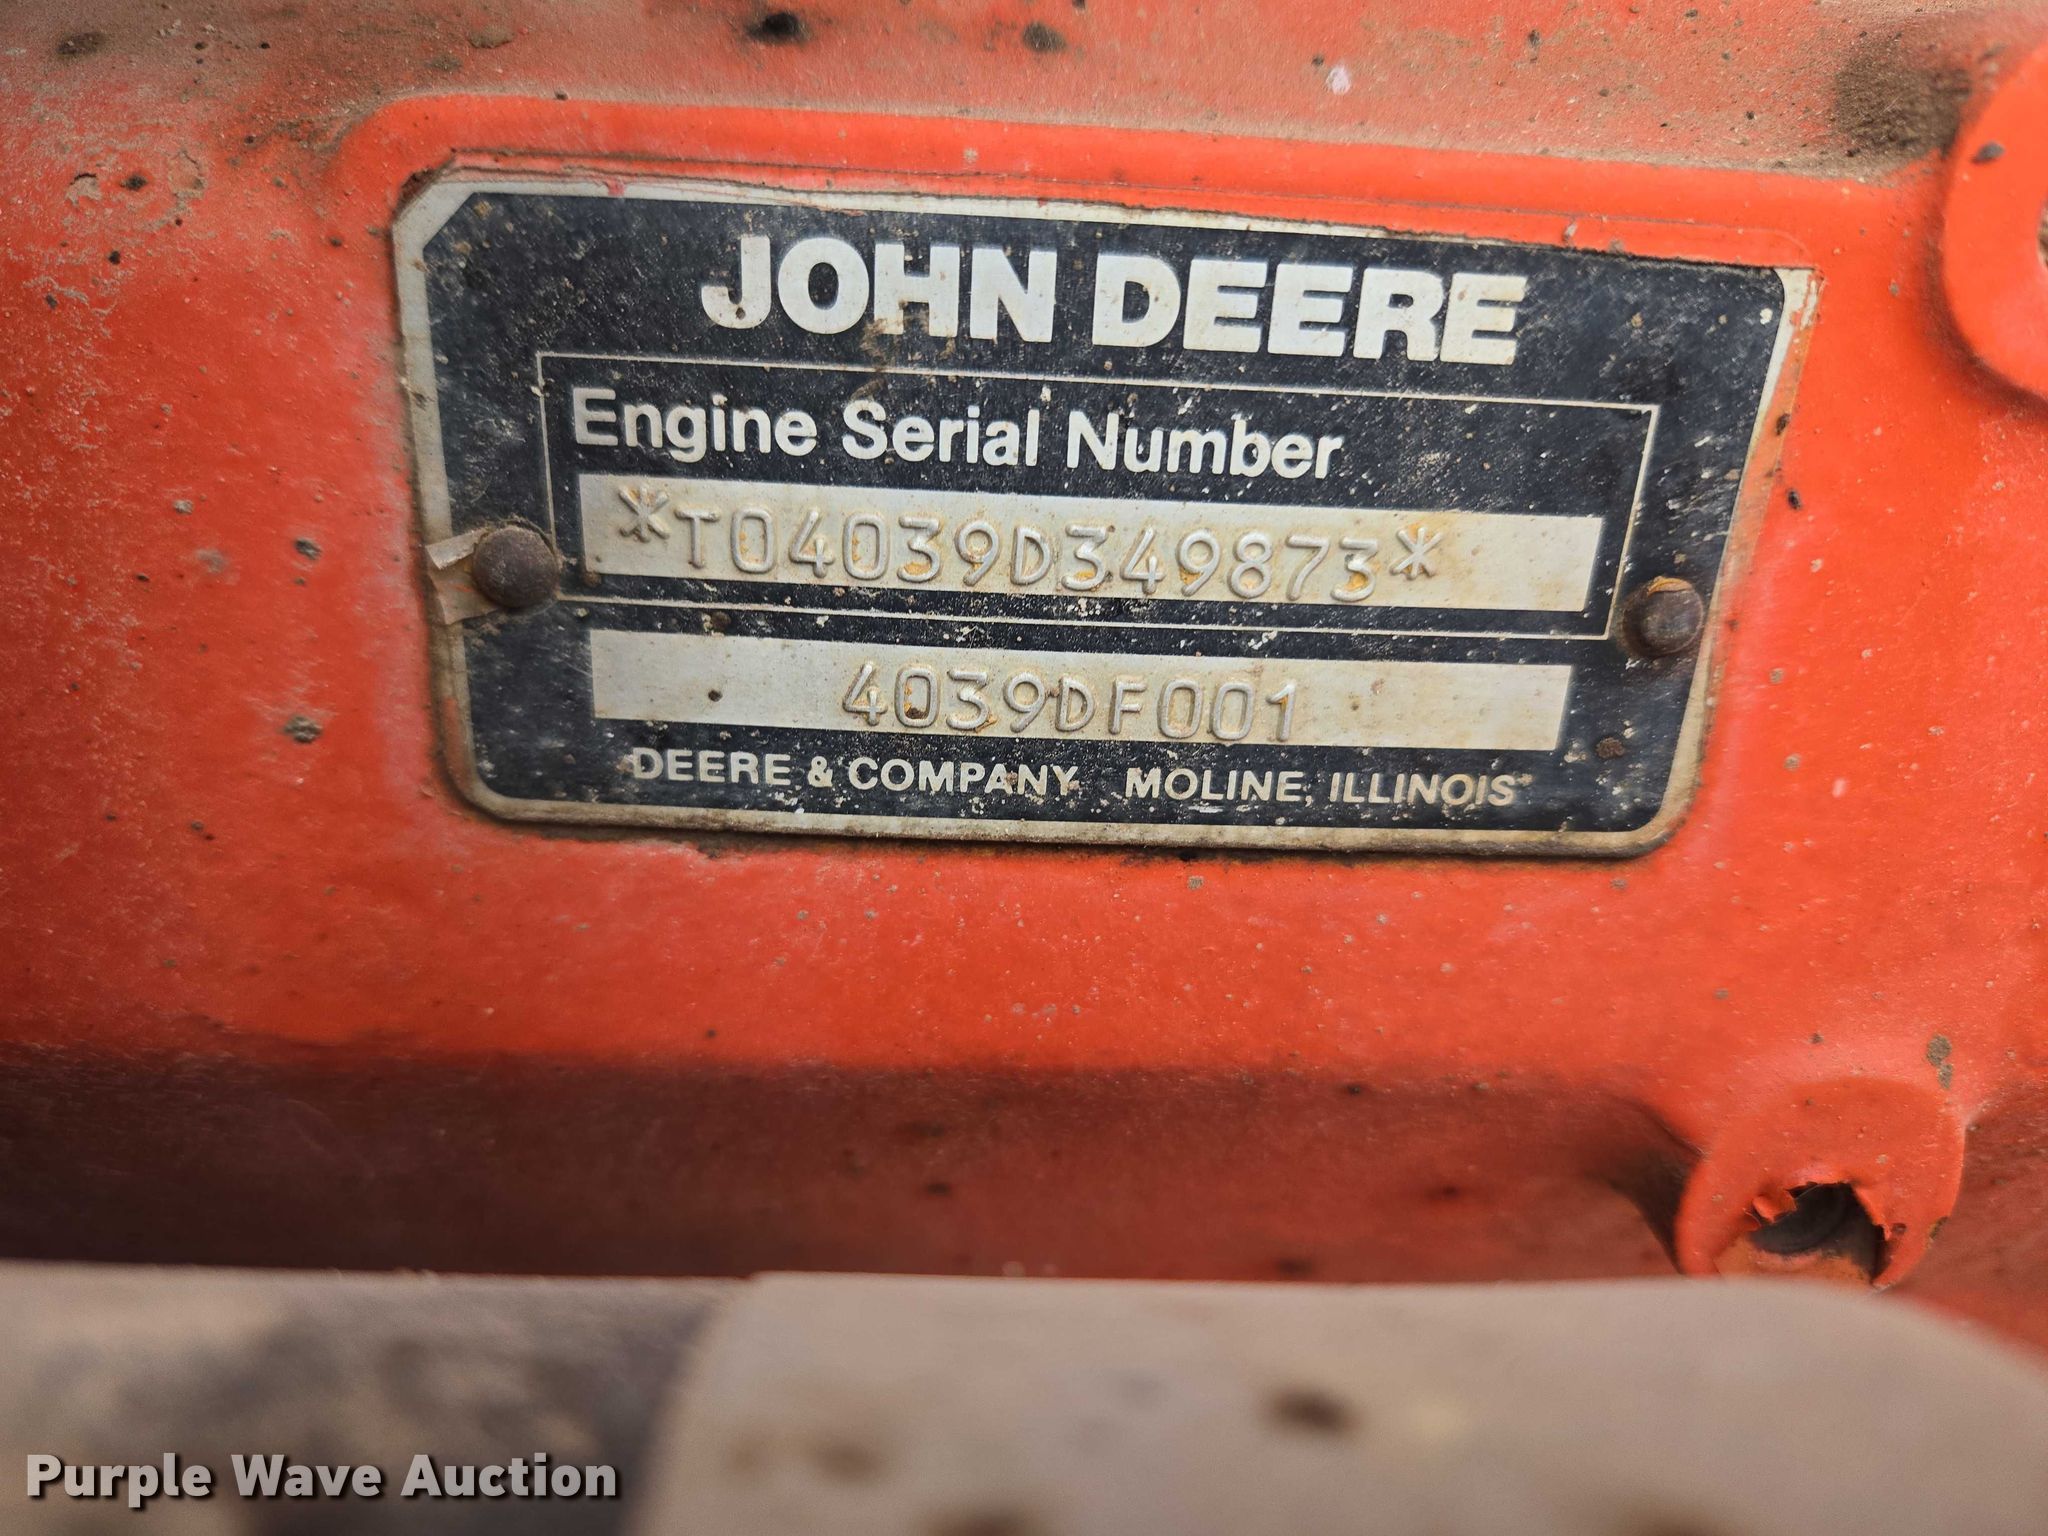 JOHN DEERE
Engine Serial Number
*T04039D349873*
4039DF001
DEERE & COMPANY MOLINE, ILLINOIS
Purple Wave Auction